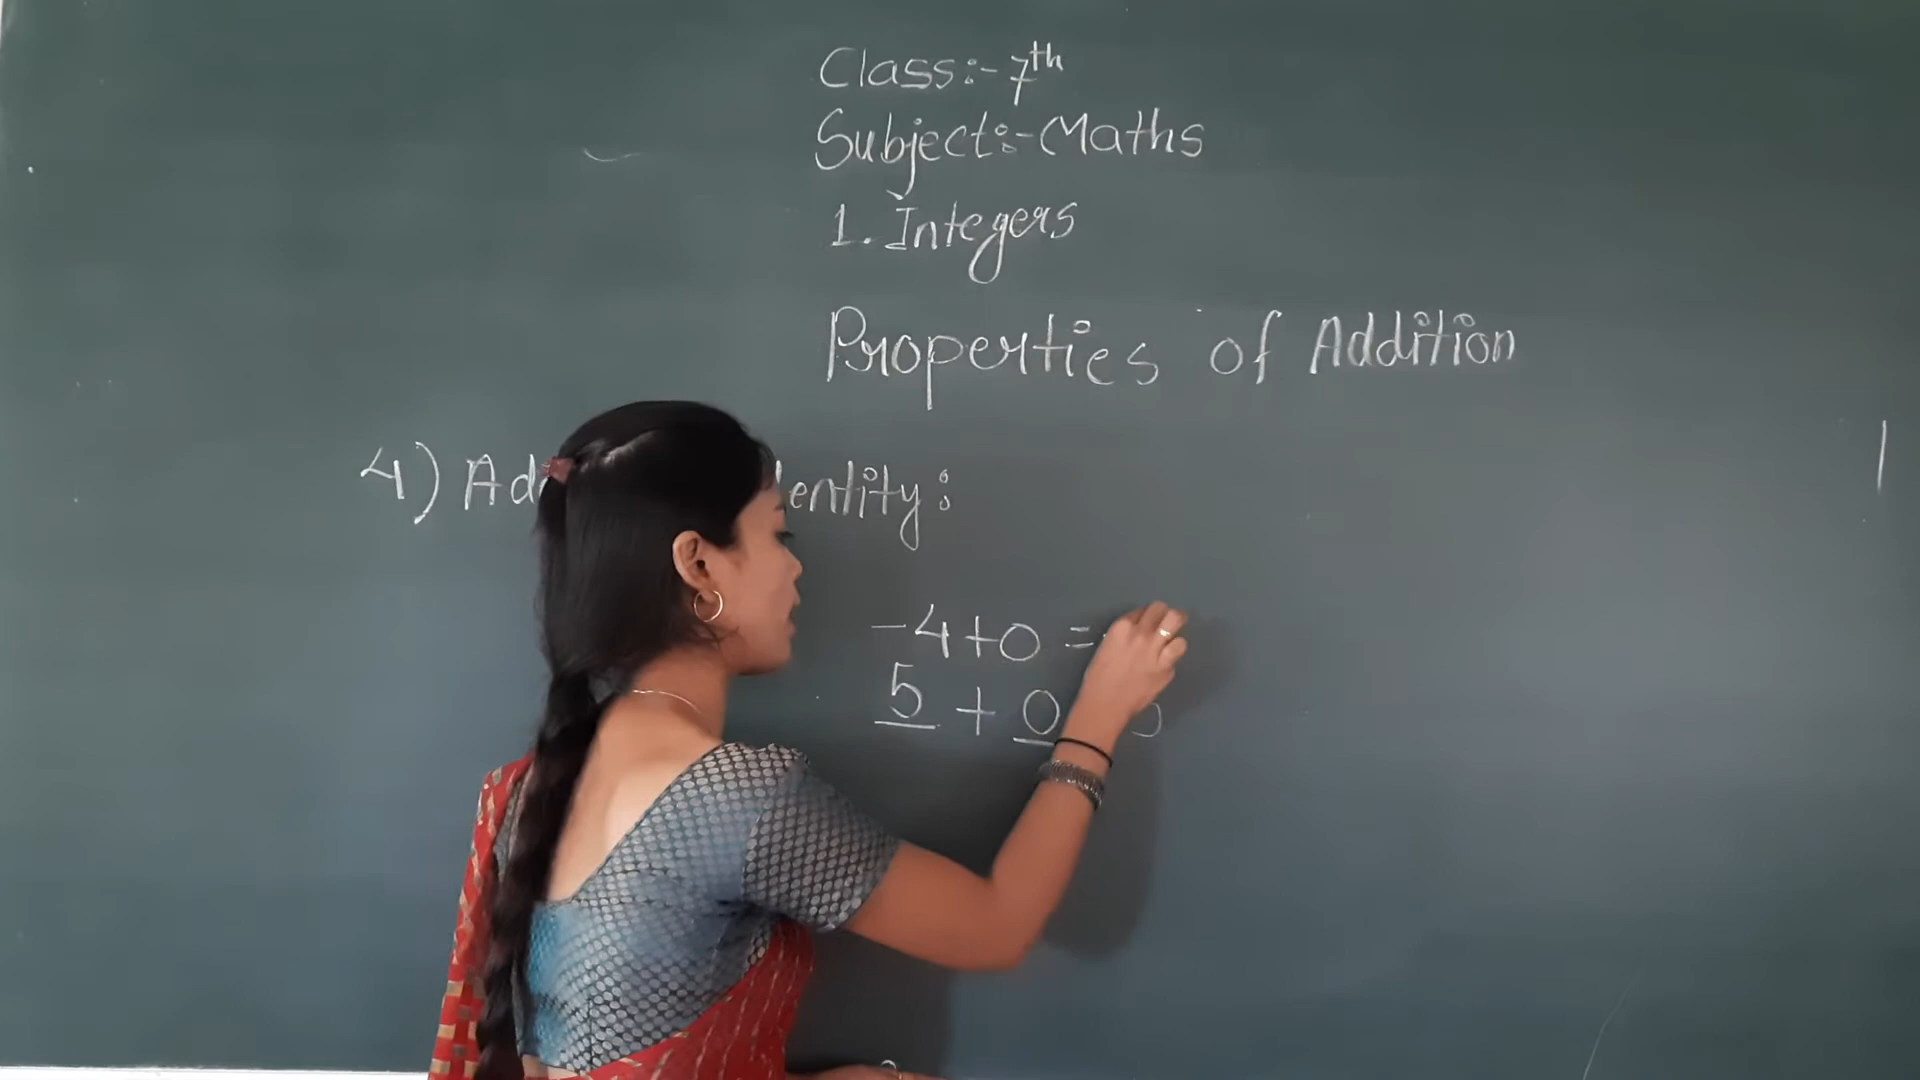 Class:- 7th
Subject:- Maths
1. Integers
Properties of Addition
4) Ad entity:
-4+0 =
5 + 0